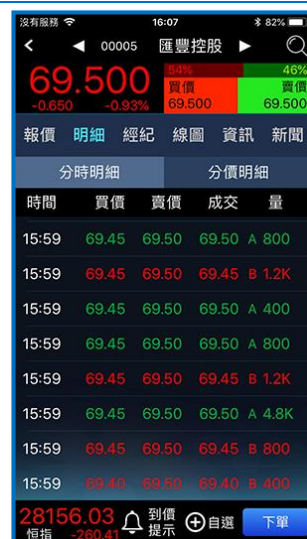 沒有服務 16:07 82%
00005 匯豐控股
69.500 54% 46%
買價 賣價
-0.650 -0.93% 69.500 69.500
報價 明細 經紀 線圖 資訊 新聞
分時明細 分價明細
時間 買價 賣價 成交 量
15:59 69.45 69.50 69.50 A 800
15:59 69.45 69.50 69.45 B 1.2K
15:59 69.45 69.50 69.50 A 400
15:59 69.45 69.50 69.50 A 800
15:59 69.45 69.50 69.45 B 1.2K
15:59 69.45 69.50 69.50 A 4.8K
15:59 69.45 69.50 69.45 B 800
15:59 69.40 69.50 69.40 B 400
28156.03 到價 自選 下單
恒指 -260.41 提示